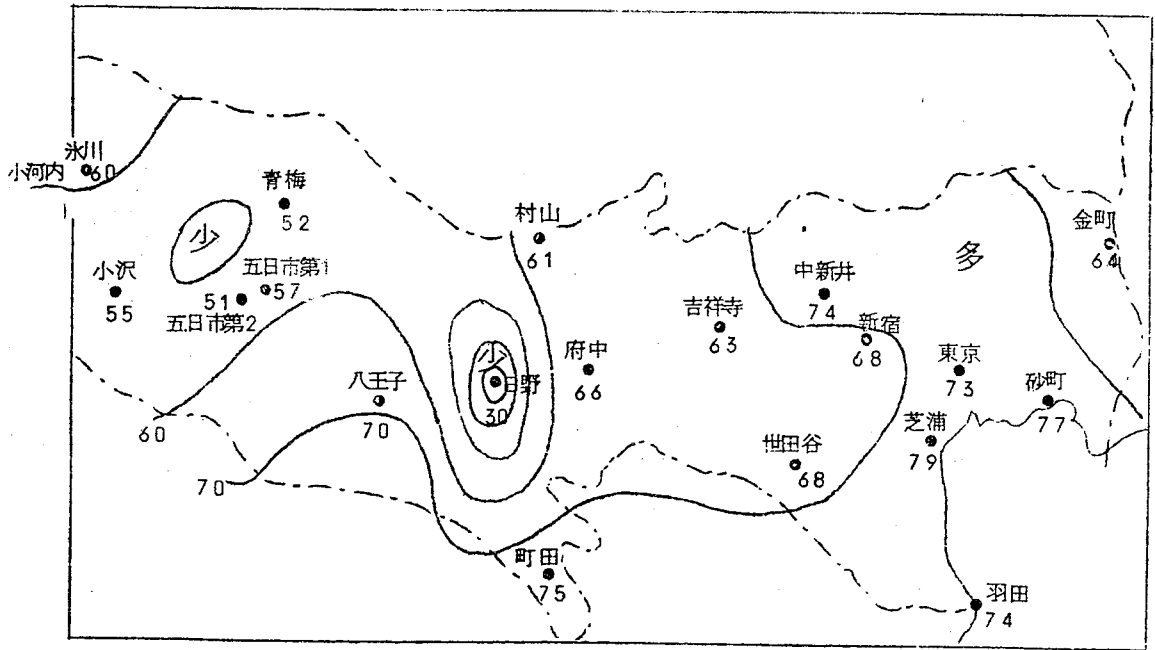 氷川
小河内 60
青梅
52
少
小沢
55
五日市第1
57
51
五日市第2
村山
61
少
日野
30
八王子
70
府中
66
60
70
町田
75
吉祥寺
63
中新井
74
新宿
68
多
金町
64
東京
73
砂町
77
芝浦
79
世田谷
68
羽田
74